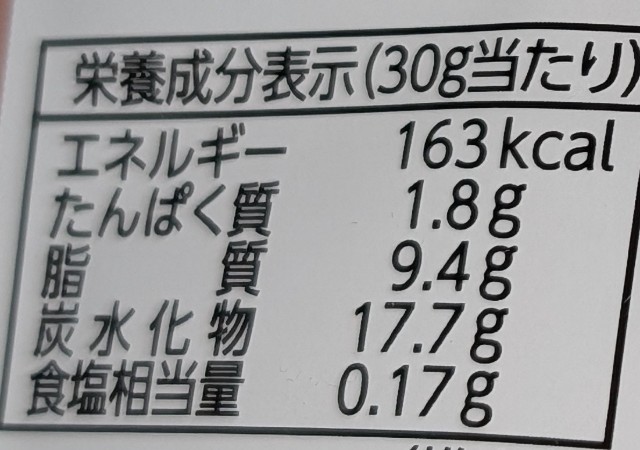 栄養成分表示(30g当たり)
エネルギー 163kcal
たんぱく質 1.8g
脂質 9.4g
炭水化物 17.7g
食塩相当量 0.17g